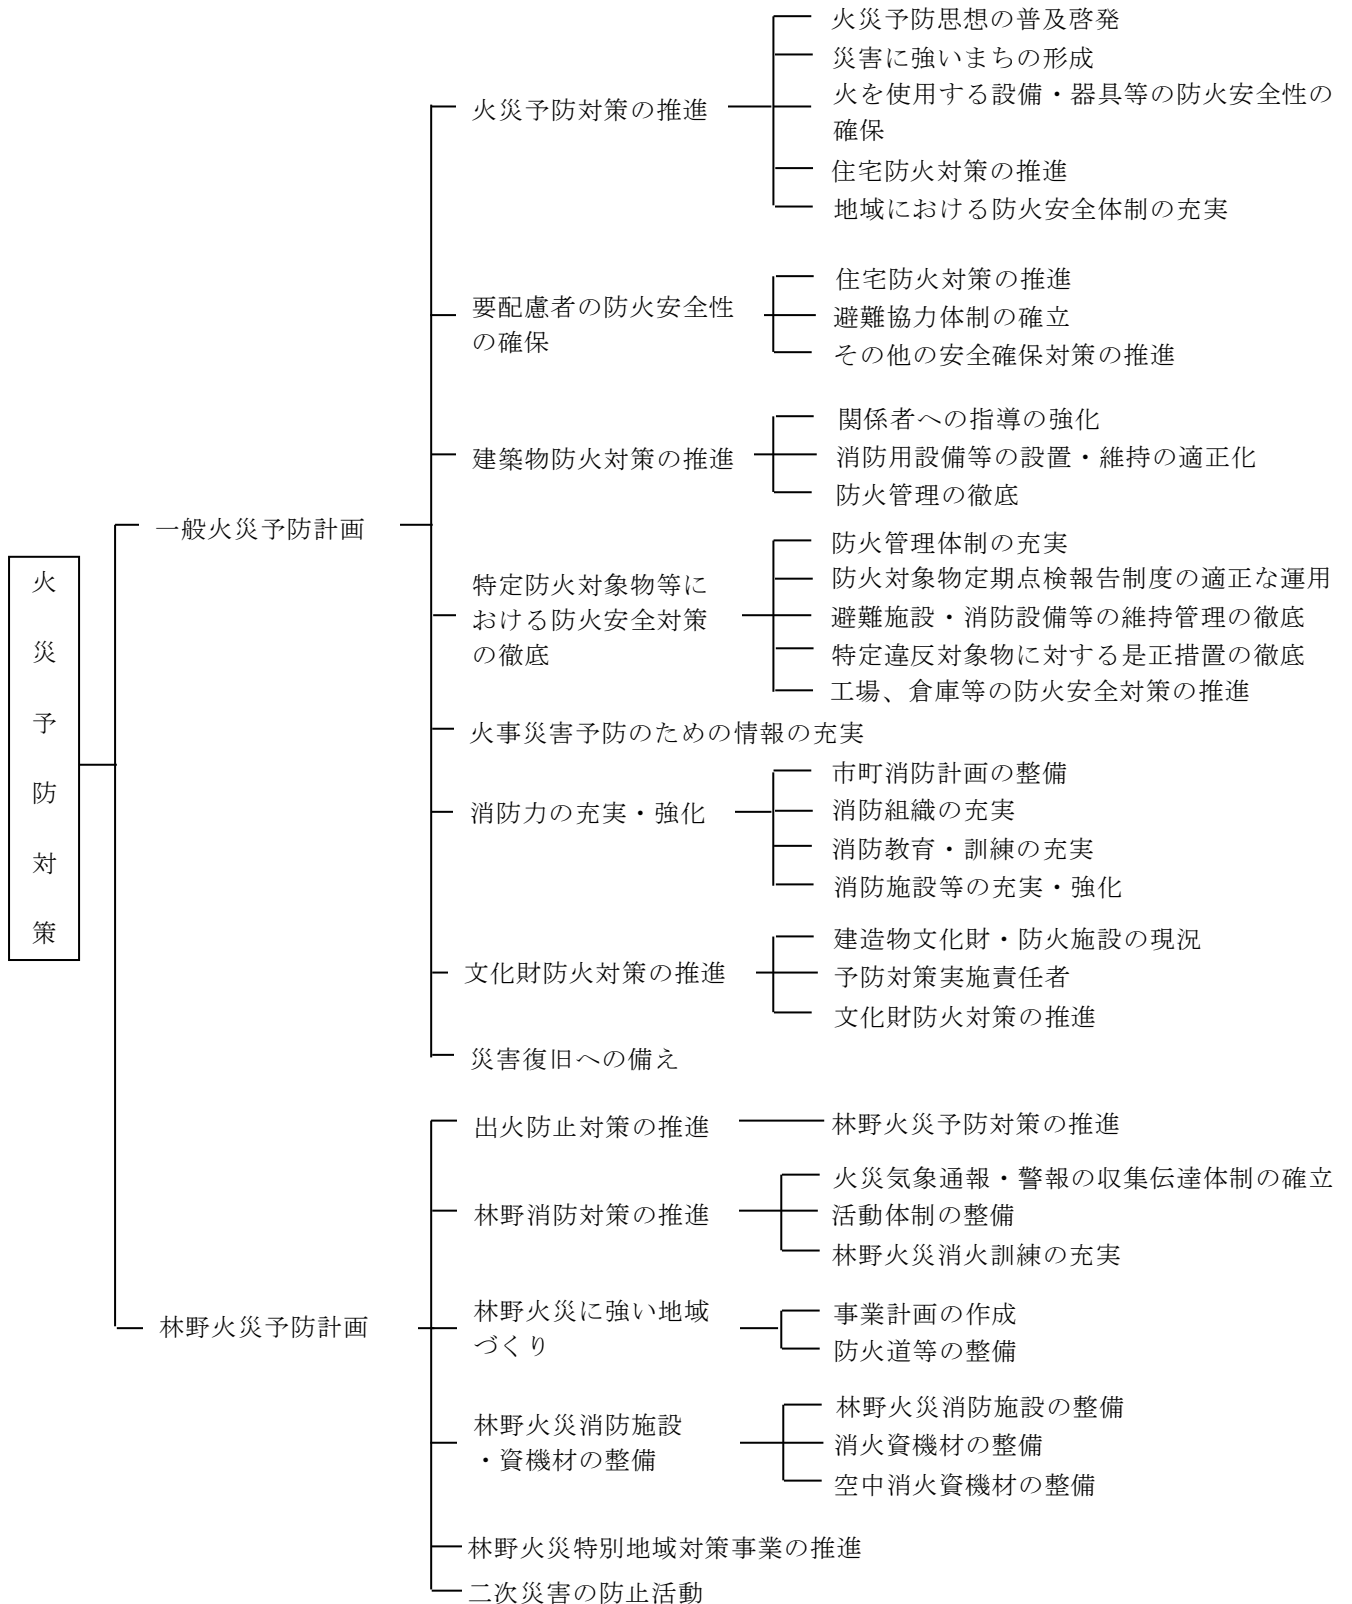 火災予防対策
一般火災予防計画
火災予防対策の推進
火災予防思想の普及啓発
災害に強いまちの形成
火を使用する設備・器具等の防火安全性の
確保
住宅防火対策の推進
地域における防火安全体制の充実
要配慮者の防火安全性
の確保
住宅防火対策の推進
避難協力体制の確立
その他の安全確保対策の推進
建築物防火対策の推進
関係者への指導の強化
消防用設備等の設置・維持の適正化
防火管理の徹底
特定防火対象物等に
おける防火安全対策
の徹底
防火管理体制の充実
防火対象物定期点検報告制度の適正な運用
避難施設・消防設備等の維持管理の徹底
特定違反対象物に対する是正措置の徹底
工場、倉庫等の防火安全対策の推進
火事災害予防のための情報の充実
消防力の充実・強化
市町消防計画の整備
消防組織の充実
消防教育・訓練の充実
消防施設等の充実・強化
文化財防火対策の推進
建造物文化財・防火施設の現況
予防対策実施責任者
文化財防火対策の推進
災害復旧への備え
林野火災予防計画
出火防止対策の推進
林野火災予防対策の推進
林野消防対策の推進
火災気象通報・警報の収集伝達体制の確立
活動体制の整備
林野火災消火訓練の充実
林野火災に強い地域
づくり
事業計画の作成
防火道等の整備
林野火災消防施設
・資機材の整備
林野火災消防施設の整備
消火資機材の整備
空中消火資機材の整備
林野火災特別地域対策事業の推進
二次災害の防止活動